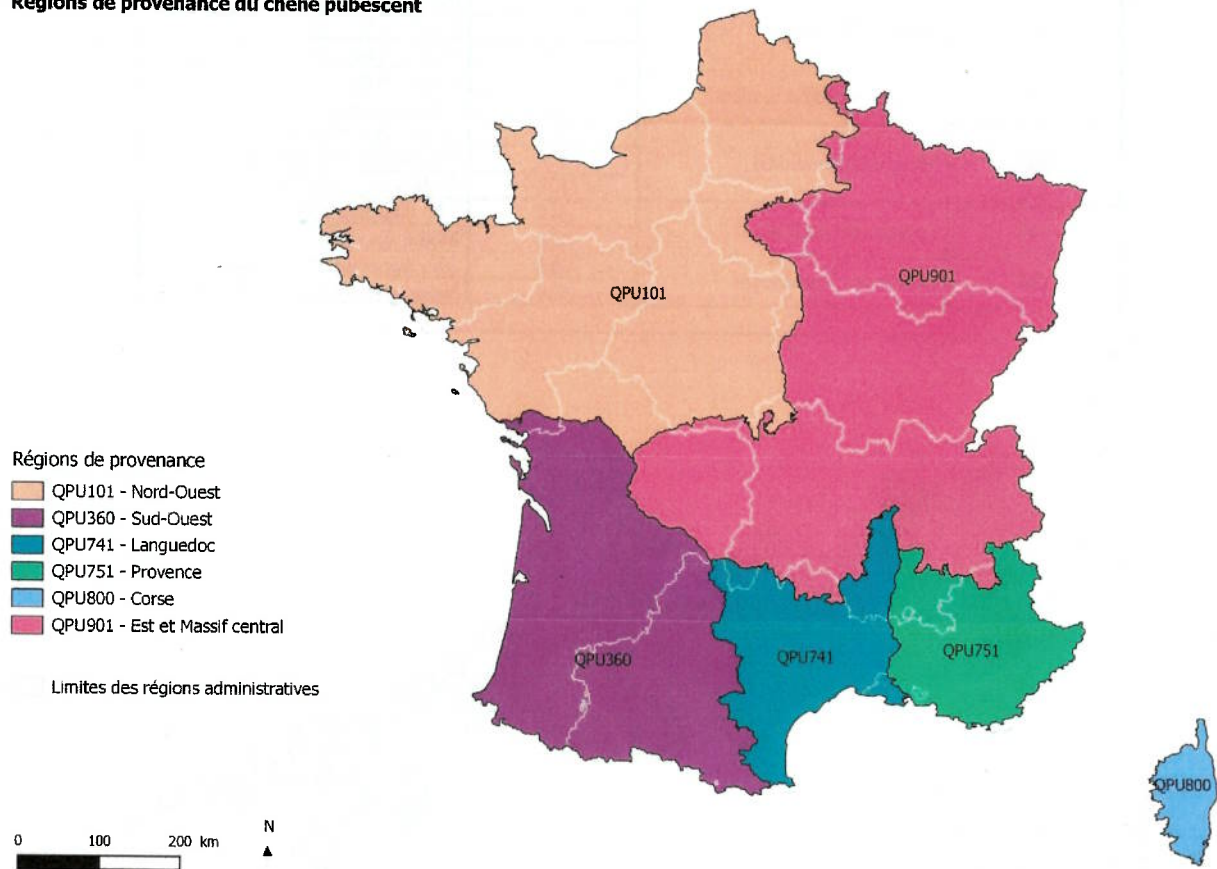 Régions de provenance du chêne pubescent
QPU101
QPU901
Régions de provenance
QPU101 - Nord-Ouest
QPU360 - Sud-Ouest
QPU741 - Languedoc
QPU751 - Provence
QPU800 - Corse
QPU901 - Est et Massif central
QPU360
QPU741
QPU751
Limites des régions administratives
QPU800
0 100 200 km
N